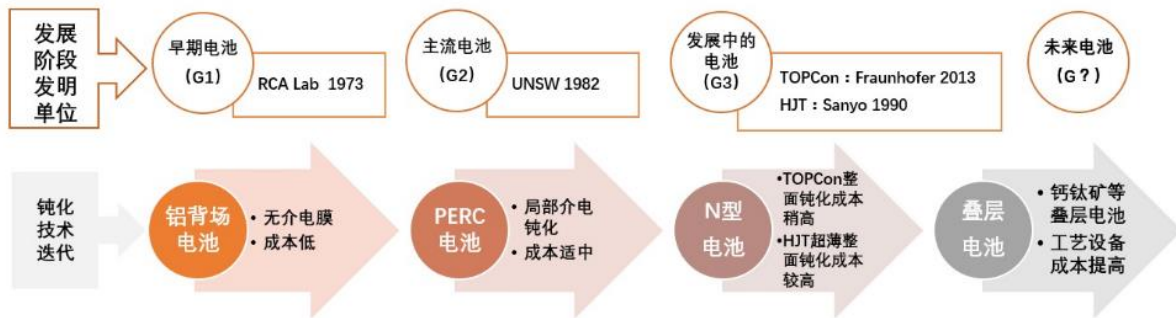 发展
阶段
发明
单位
早期电池
(G1)
RCA Lab 1973
主流电池
(G2)
UNSW 1982
发展中的
电池
(G3)
TOPCon：Fraunhofer 2013
HJT：Sanyo 1990
未来电池
(G？)
钝化
技术
迭代
铝背场
电池
• 无介电膜
• 成本低
PERC
电池
• 局部介电
钝化
• 成本适中
N型
电池
•TOPCon整
面钝化成本
稍高
•HJT超薄整
面钝化成本
较高
叠层
电池
• 钙钛矿等
叠层电池
• 工艺设备
成本提高